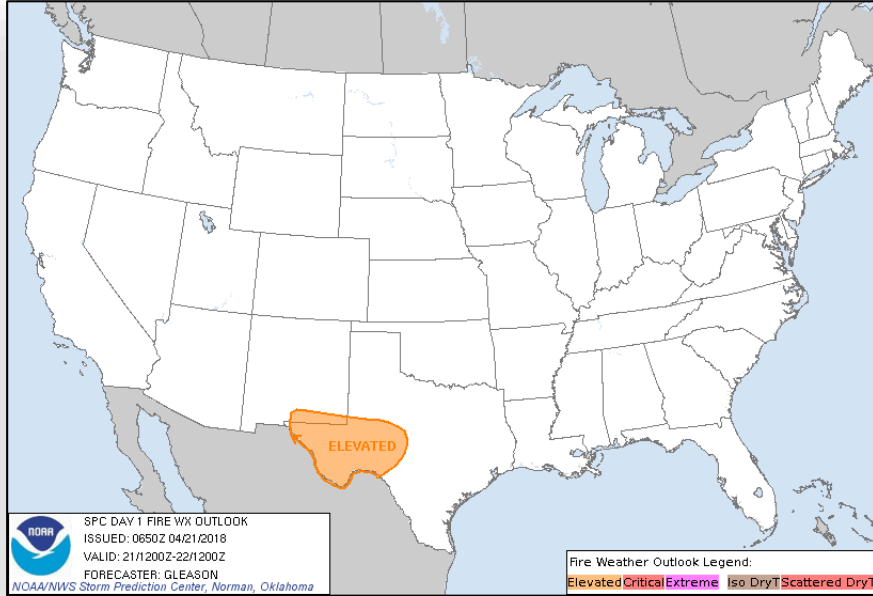 ELEVATED
NOAA
SPC DAY 1 FIRE WX OUTLOOK
ISSUED: 0650Z 04/21/2018
VALID: 21/1200Z-22/1200Z
FORECASTER: GLEASON
NOAA/NWS Storm Prediction Center, Norman, Oklahoma
Fire Weather Outlook Legend:
Elevated Critical Extreme Iso DryT Scattered DryT